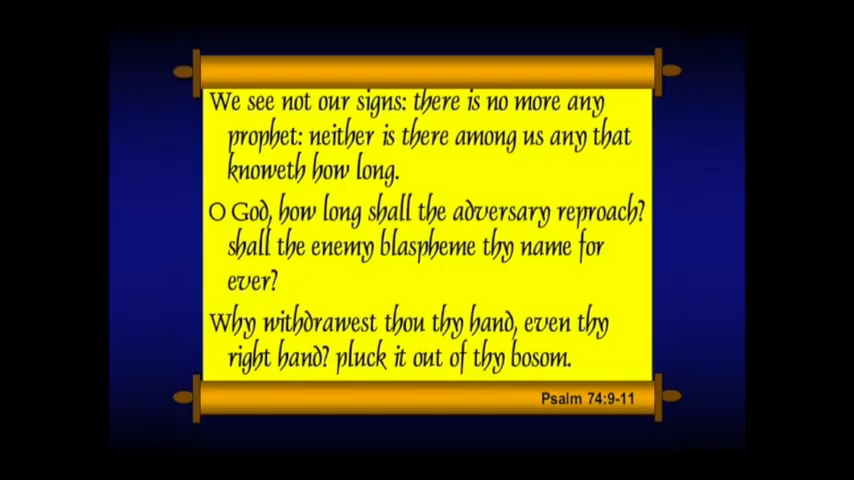 We see not our signs: there is no more any
prophet: neither is there among us any that
knoweth how long.
O God, how long shall the adversary reproach?
shall the enemy blaspheme thy name for
ever?
Why withdrawest thou thy hand, even thy
right hand? pluck it out of thy bosom.
Psalm 74:9-11